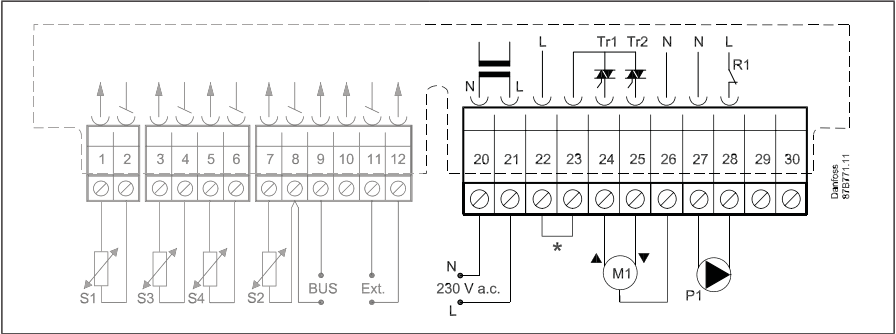 L Tr1 Tr2 N N L
R1
N L
1 2 3 4 5 6 7 8 9 10 11 12 20 21 22 23 24 25 26 27 28 29 30
Danfoss
87B771.11
*
N
230 V a.c.
L
M1
P1
S1 S3 S4 S2 BUS Ext.